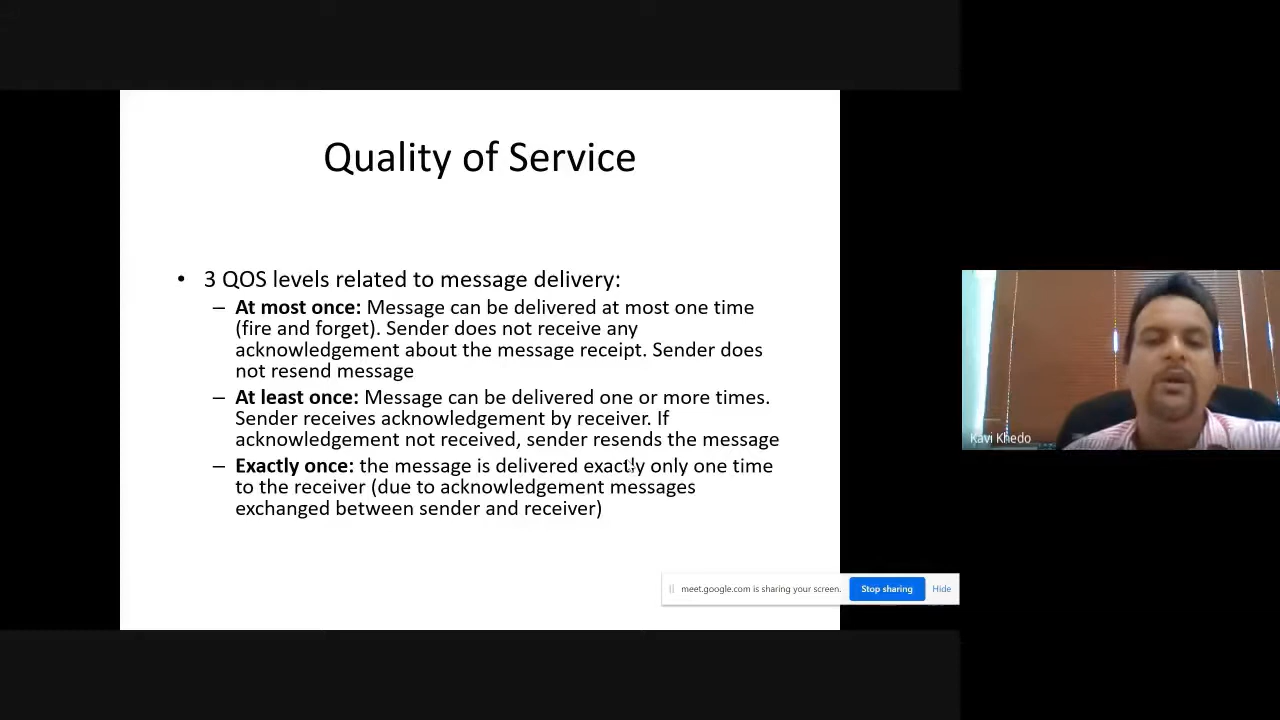 Quality of Service
• 3 QOS levels related to message delivery:
– At most once: Message can be delivered at most one time
(fire and forget). Sender does not receive any
acknowledgement about the message receipt. Sender does
not resend message
– At least once: Message can be delivered one or more times.
Sender receives acknowledgement by receiver. If
acknowledgement not received, sender resends the message
– Exactly once: the message is delivered exactly only one time
to the receiver (due to acknowledgement messages
exchanged between sender and receiver)
Kavi Khedo
meet.google.com is sharing your screen. Stop sharing Hide